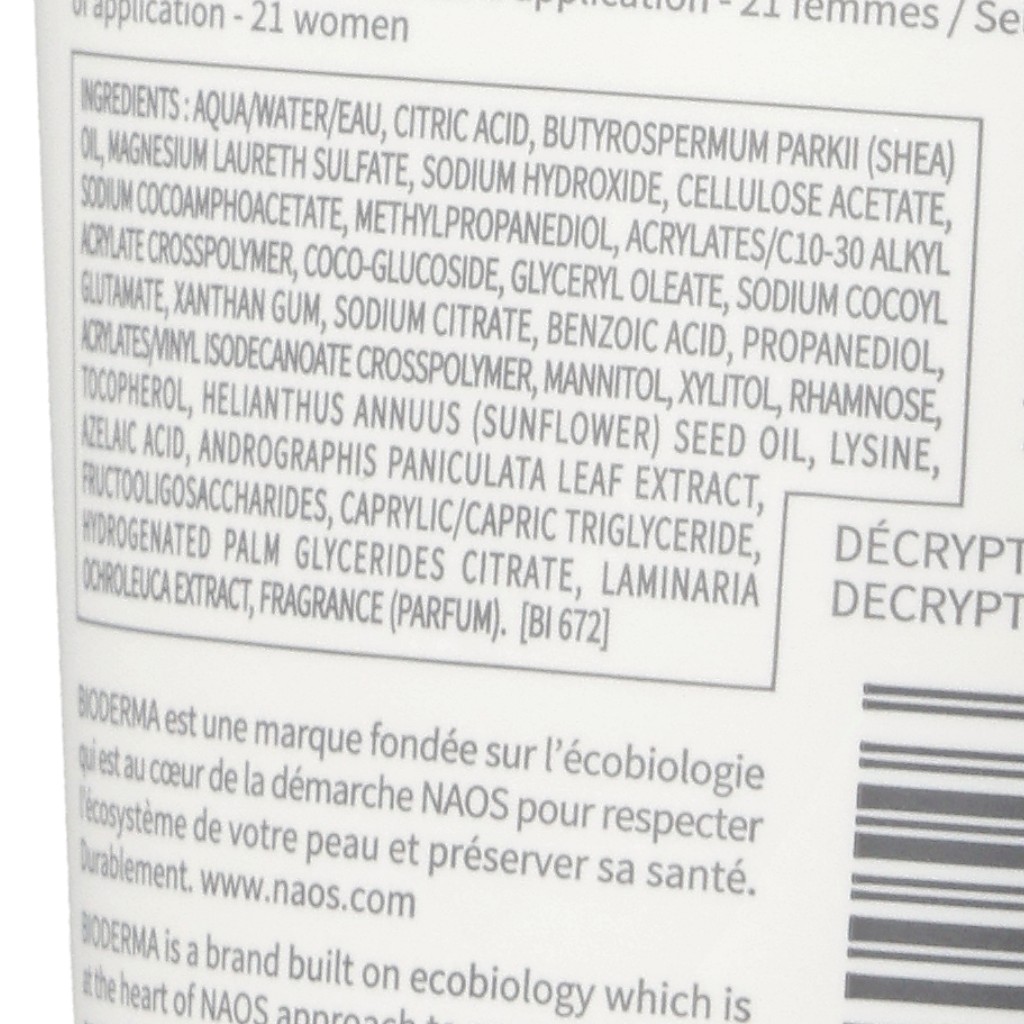 of application - 21 women
application - 21 femmes / Se
INGREDIENTS : AQUA/WATER/EAU, CITRIC ACID, BUTYROSPERMUM PARKII (SHEA)
OIL, MAGNESIUM LAURETH SULFATE, SODIUM HYDROXIDE, CELLULOSE ACETATE,
SODIUM COCOAMPHOACETATE, METHYLPROPANEDIOL, ACRYLATES/C10-30 ALKYL
ACRYLATE CROSSPOLYMER, COCO-GLUCOSIDE, GLYCERYL OLEATE, SODIUM COCOYL
GLUTAMATE, XANTHAN GUM, SODIUM CITRATE, BENZOIC ACID, PROPANEDIOL,
ACRYLATES/VINYL ISODECANOATE CROSSPOLYMER, MANNITOL, XYLITOL, RHAMNOSE,
TOCOPHEROL, HELIANTHUS ANNUUS (SUNFLOWER) SEED OIL, LYSINE,
AZELAIC ACID, ANDROGRAPHIS PANICULATA LEAF EXTRACT,
FRUCTOOLIGOSACCHARIDES, CAPRYLIC/CAPRIC TRIGLYCERIDE,
HYDROGENATED PALM GLYCERIDES CITRATE, LAMINARIA
OCHROLEUCA EXTRACT, FRAGRANCE (PARFUM). [BI 672]
DÉCRYPT
DECRYPT
BIODERMA est une marque fondée sur l'écobiologie
qui est au cœur de la démarche NAOS pour respecter
l'écosystème de votre peau et préserver sa santé.
Durablement. www.naos.com
BIODERMA is a brand built on ecobiology which is
at the heart of NAOS approach